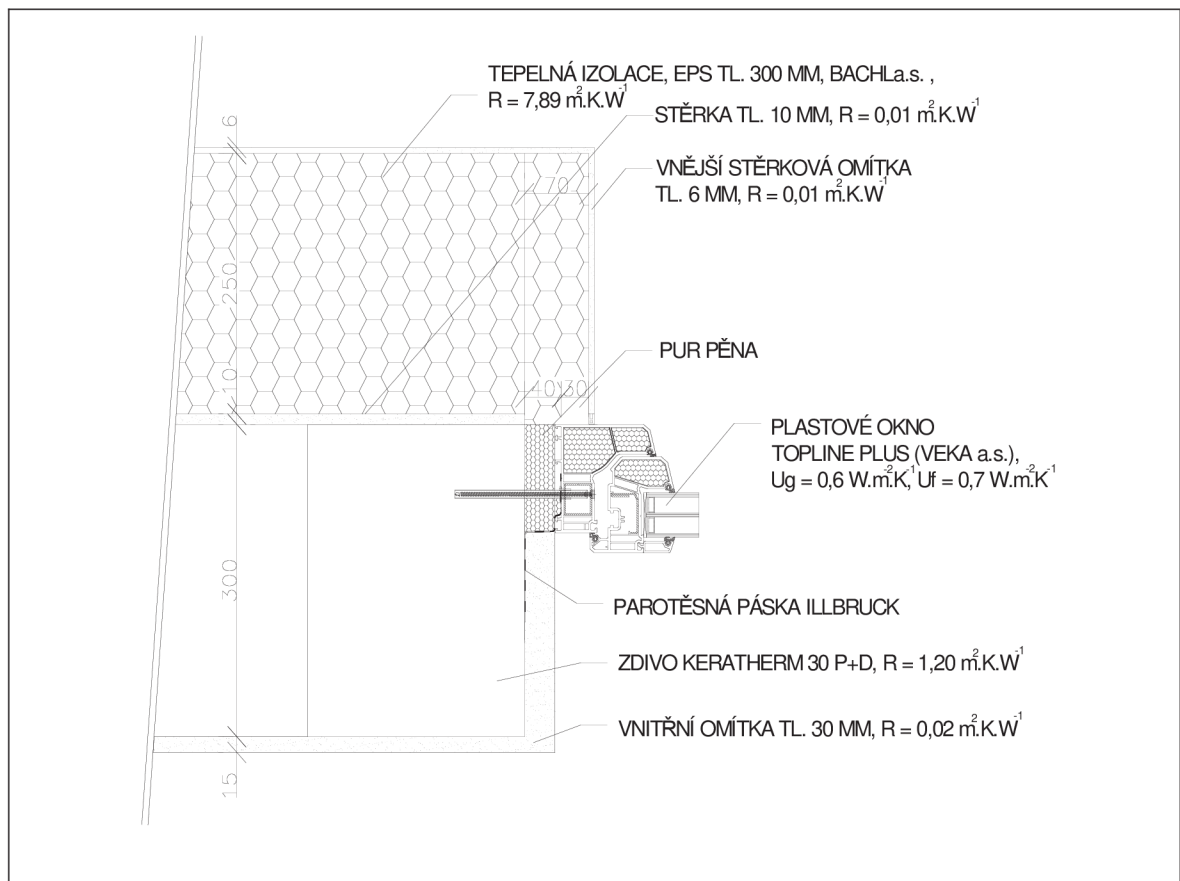 TEPELNÁ IZOLACE, EPS TL. 300 MM, BACHLa.s. ,
R = 7,89 m².K.W⁻¹
STĚRKA TL. 10 MM, R = 0,01 m².K.W⁻¹
VNĚJŠÍ STĚRKOVÁ OMÍTKA
TL. 6 MM, R = 0,01 m².K.W⁻¹
6
70
250
PUR PĚNA
10
40
30
PLASTOVÉ OKNO
TOPLINE PLUS (VEKA a.s.),
Ug = 0,6 W.m⁻²K⁻¹, Uf = 0,7 W.m⁻²K⁻¹
300
PAROTĚSNÁ PÁSKA ILLBRUCK
ZDIVO KERATHERM 30 P+D, R = 1,20 m².K.W⁻¹
VNITŘNÍ OMÍTKA TL. 30 MM, R = 0,02 m².K.W⁻¹
15